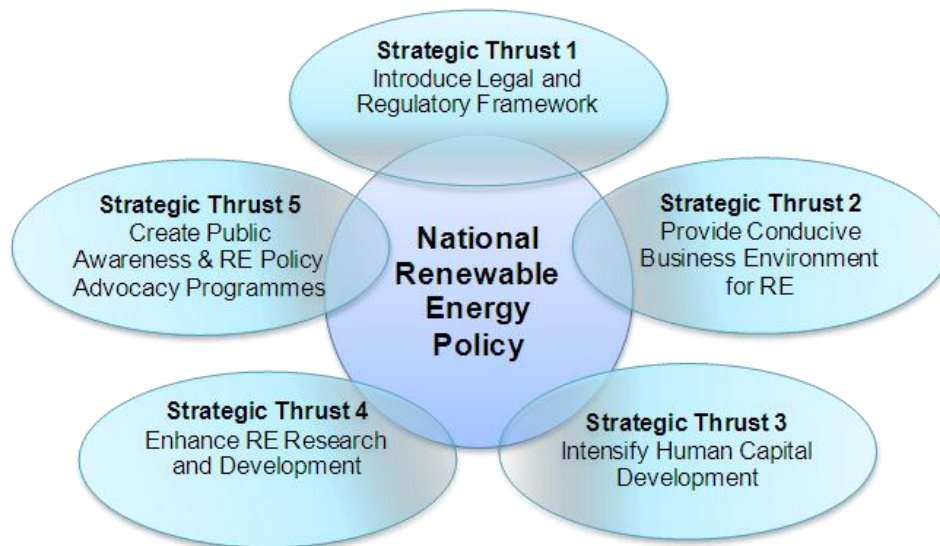 Strategic Thrust 1
Introduce Legal and
Regulatory Framework
Strategic Thrust 2
Provide Conducive
Business Environment
for RE
Strategic Thrust 3
Intensify Human Capital
Development
Strategic Thrust 4
Enhance RE Research
and Development
Strategic Thrust 5
Create Public
Awareness & RE Policy
Advocacy Programmes
National
Renewable
Energy
Policy